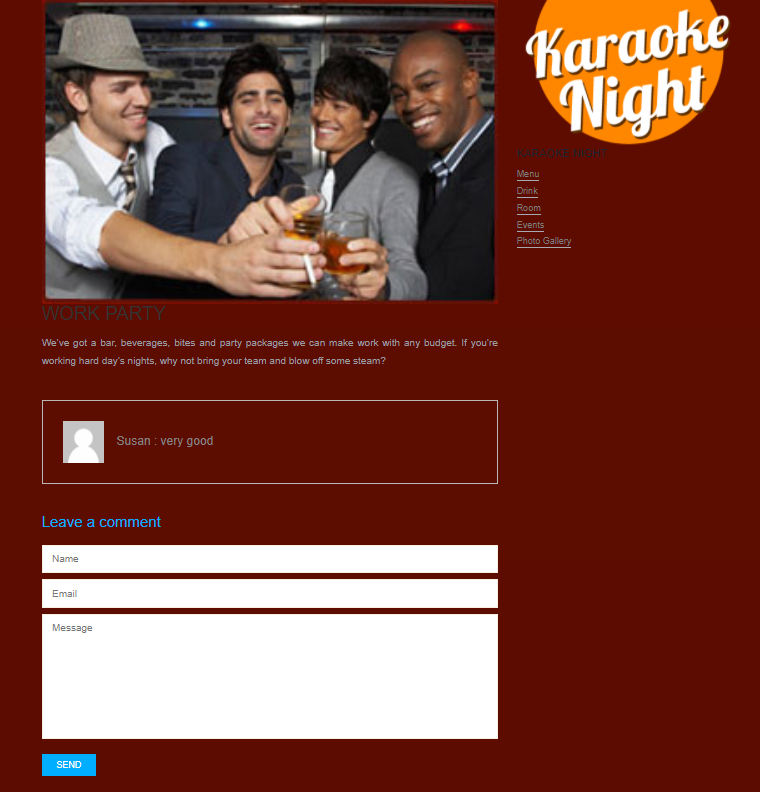 Karaoke
Night
KARAOKE NIGHT
Menu
Drink
Room
Events
Photo Gallery
WORK PARTY
We've got a bar, beverages, bites and party packages we can make work with any budget. If you're
working hard day's nights, why not bring your team and blow off some steam?
Susan : very good
Leave a comment
Name
Email
Message
SEND